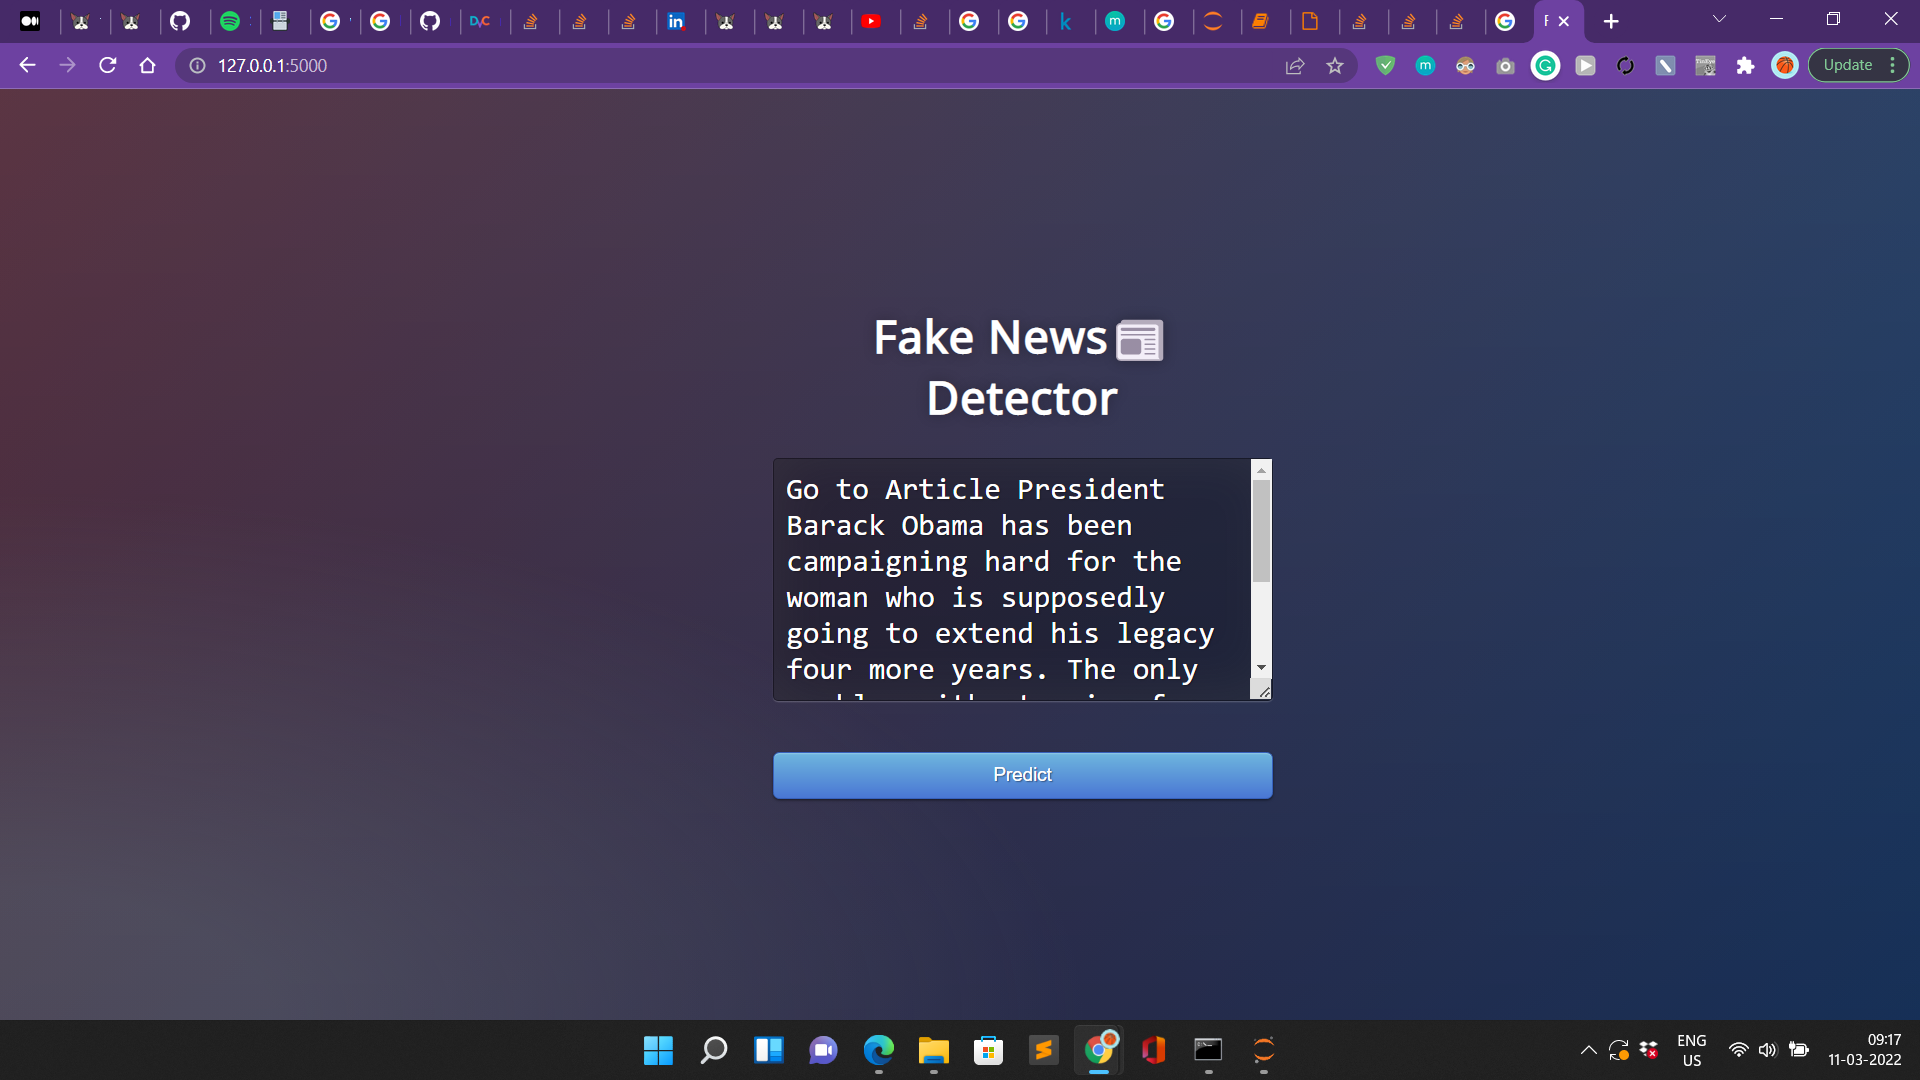 DVC
in
k
m
F
127.0.0.1:5000
m
Update
Fake News
Detector
Go to Article President
Barack Obama has been
campaigning hard for the
woman who is supposedly
going to extend his legacy
four more years. The only
Predict
ENG
US
09:17
11-03-2022